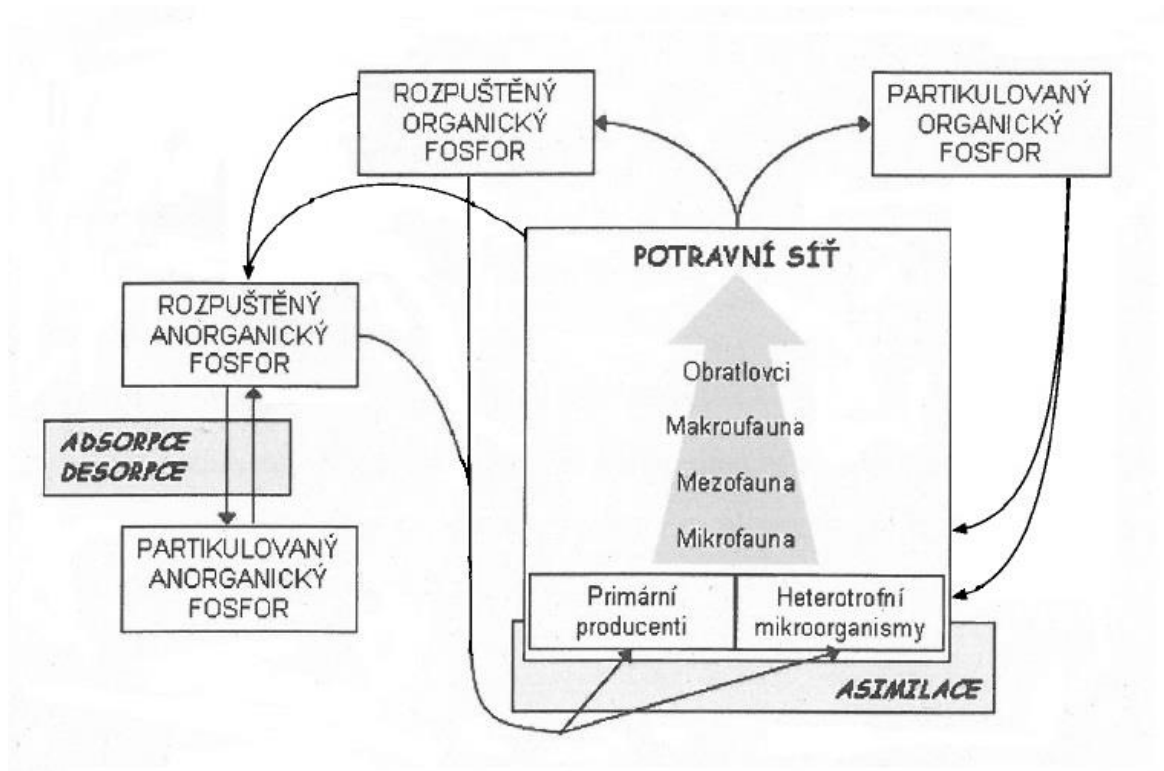 ROZPUŠTĚNÝ
ORGANICKÝ
FOSFOR
PARTIKULOVANÝ
ORGANICKÝ
FOSFOR
POTRAVNÍ SÍŤ
ROZPUŠTĚNÝ
ANORGANICKÝ
FOSFOR
Obratlovci
Makroufauna
Mezofauna
Mikrofauna
ADSORPCE
DESORPCE
PARTIKULOVANÝ
ANORGANICKÝ
FOSFOR
Primární
producenti
Heterotrofní
mikroorganismy
ASIMILACE